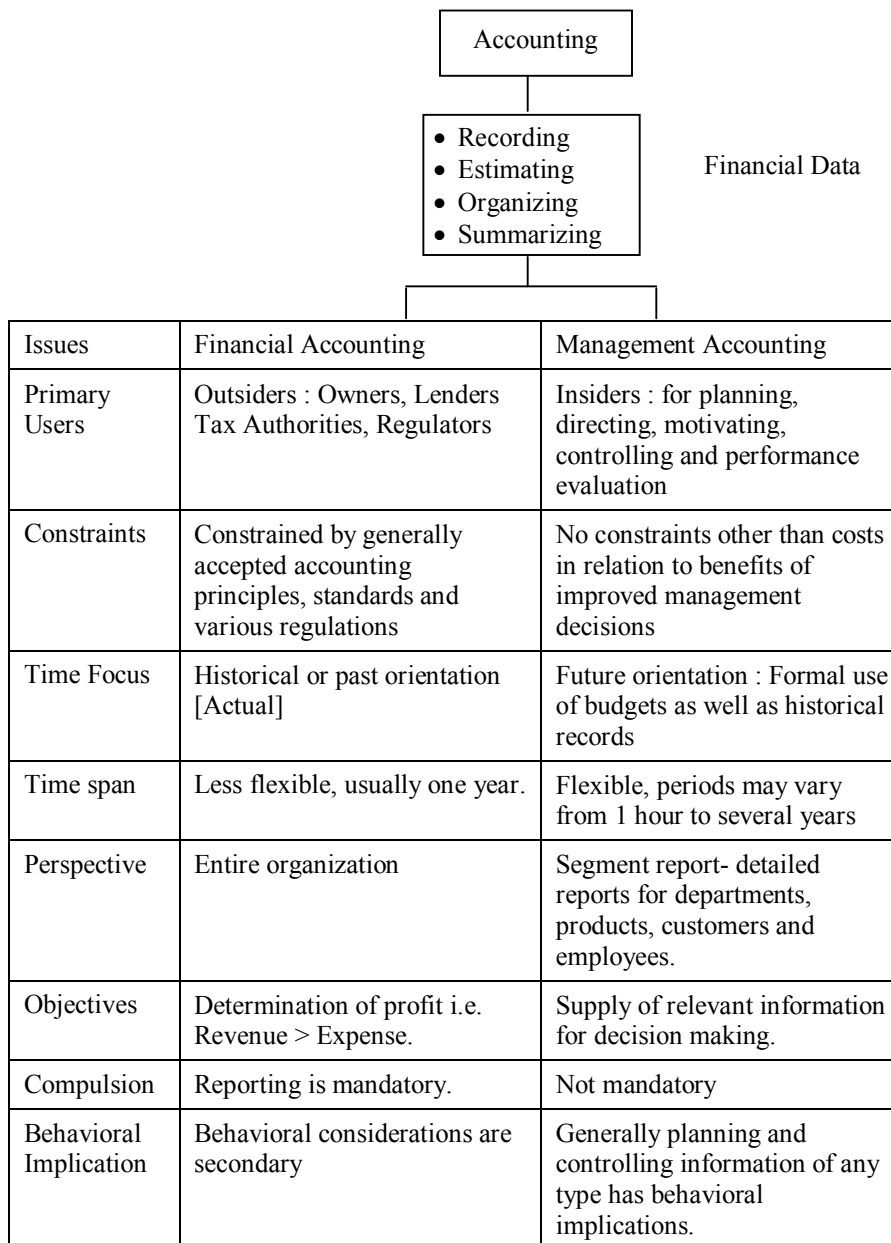 Accounting
• Recording
• Estimating
• Organizing
• Summarizing
Financial Data
Issues
Financial Accounting
Management Accounting
Primary
Users
Outsiders : Owners, Lenders
Tax Authorities, Regulators
Insiders : for planning,
directing, motivating,
controlling and performance
evaluation
Constraints
Constrained by generally
accepted accounting
principles, standards and
various regulations
No constraints other than costs
in relation to benefits of
improved management
decisions
Time Focus
Historical or past orientation
[Actual]
Future orientation : Formal use
of budgets as well as historical
records
Time span
Less flexible, usually one year.
Flexible, periods may vary
from 1 hour to several years
Perspective
Entire organization
Segment report- detailed
reports for departments,
products, customers and
employees.
Objectives
Determination of profit i.e.
Revenue > Expense.
Supply of relevant information
for decision making.
Compulsion
Reporting is mandatory.
Not mandatory
Behavioral
Implication
Behavioral considerations are
secondary
Generally planning and
controlling information of any
type has behavioral
implications.